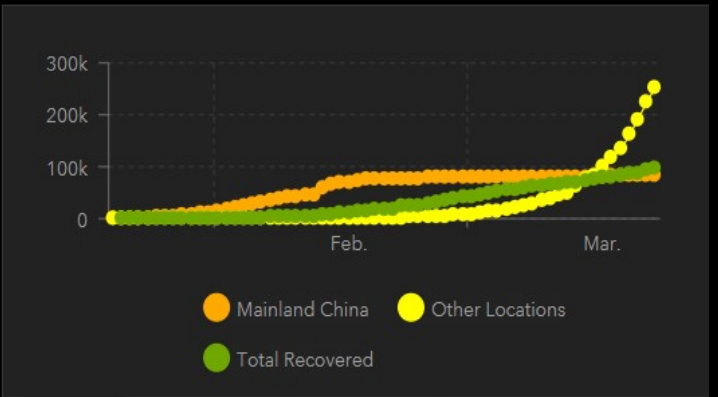 300k
200k
100k
0
Feb. Mar.
Mainland China Other Locations
Total Recovered